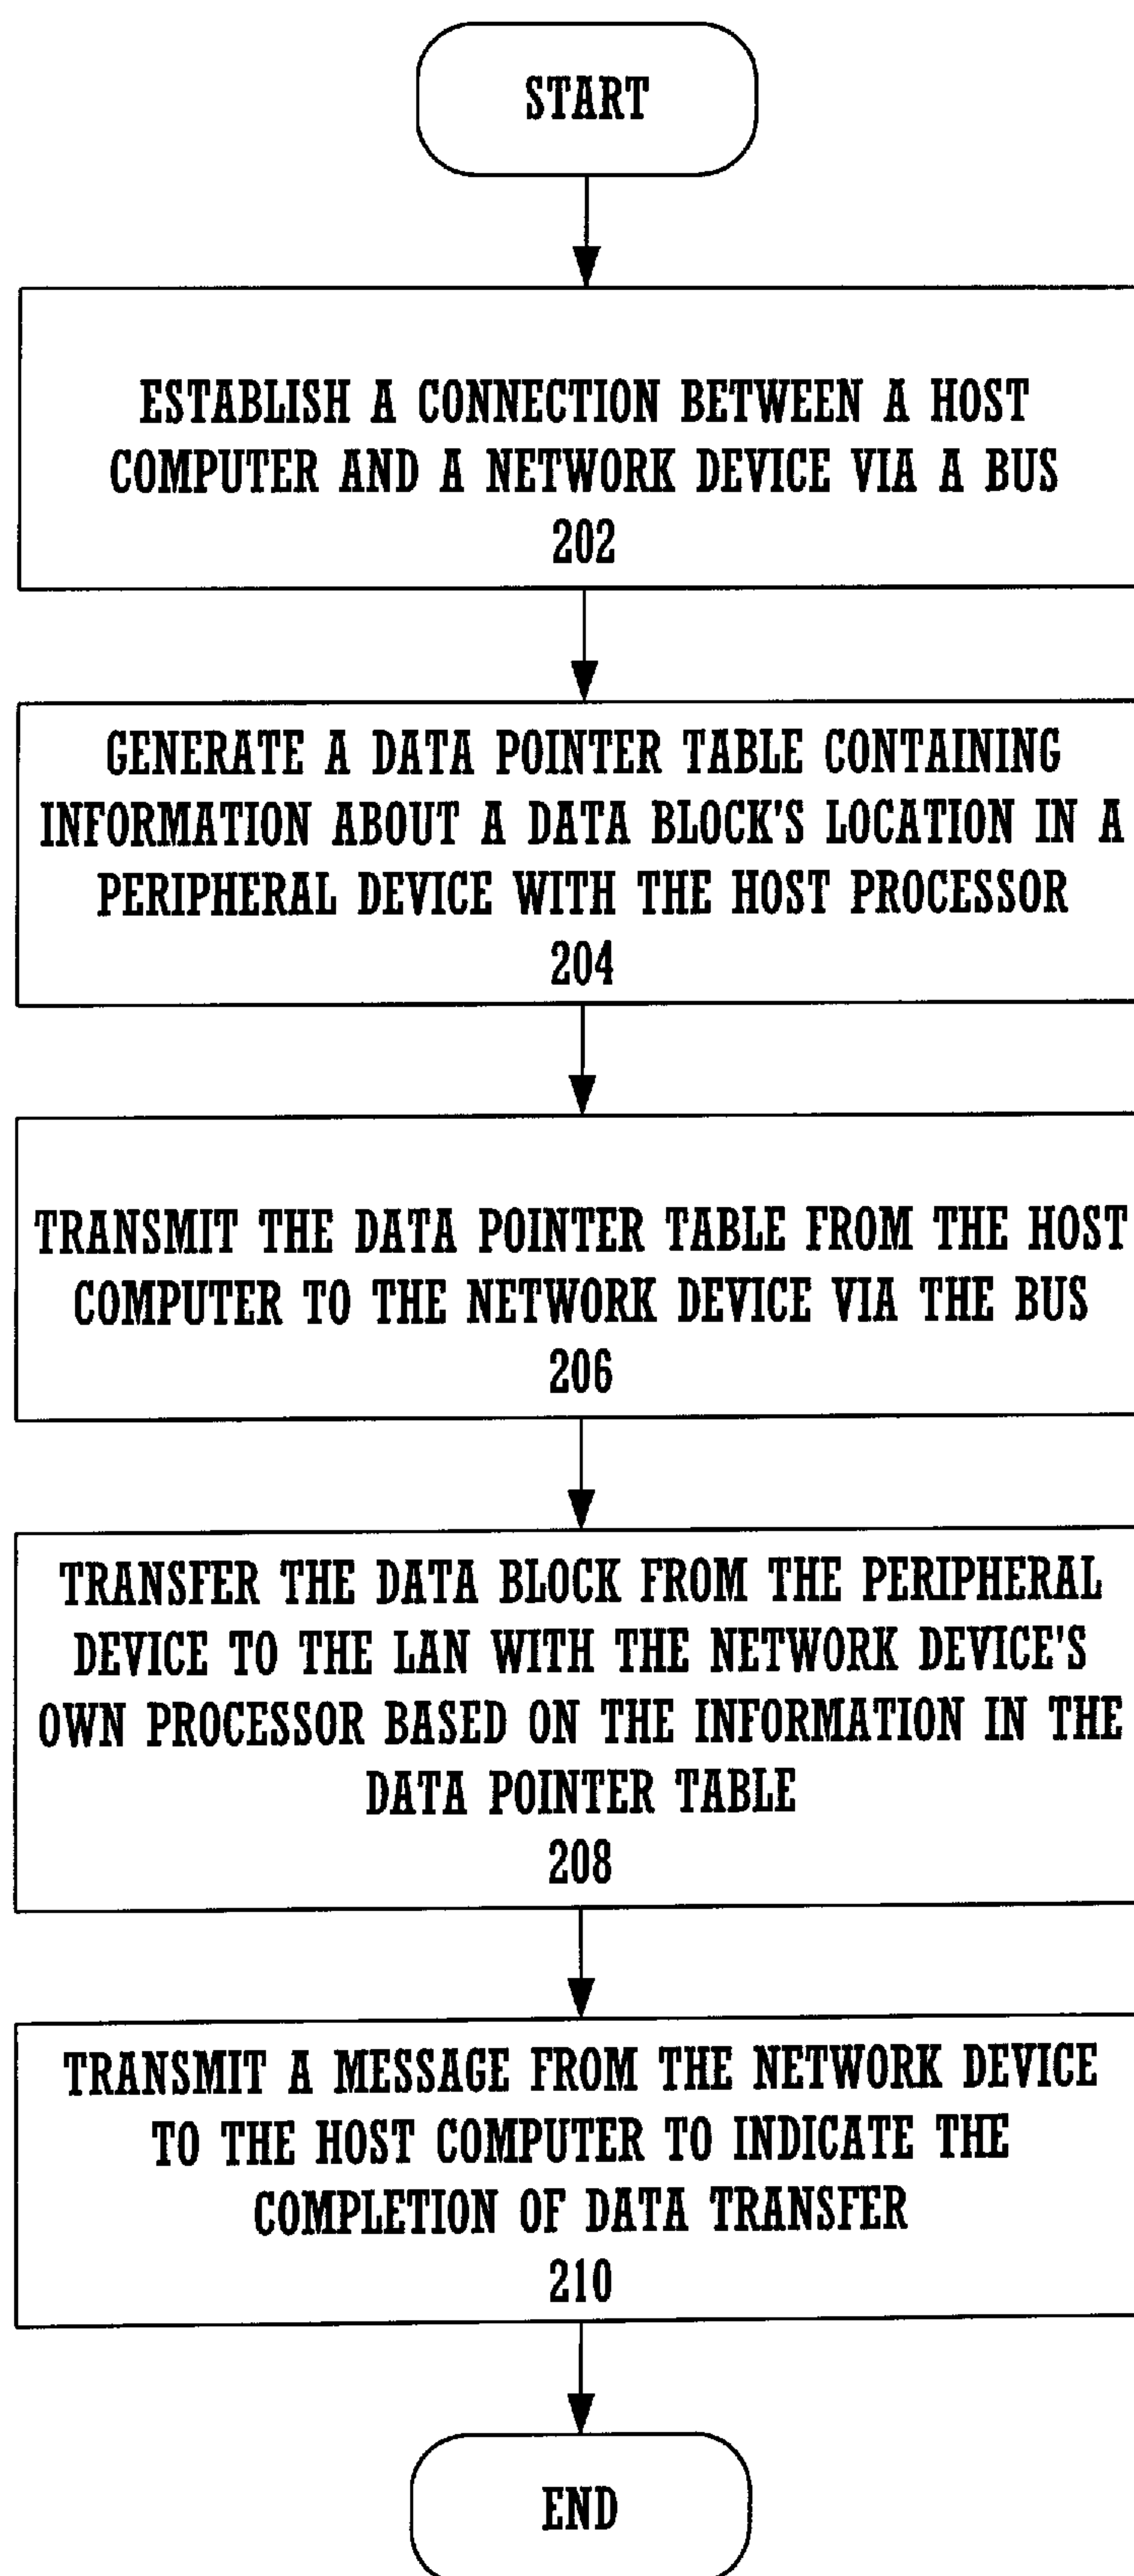 START
ESTABLISH A CONNECTION BETWEEN A HOST
COMPUTER AND A NETWORK DEVICE VIA A BUS
202
GENERATE A DATA POINTER TABLE CONTAINING
INFORMATION ABOUT A DATA BLOCK'S LOCATION IN A
PERIPHERAL DEVICE WITH THE HOST PROCESSOR
204
TRANSMIT THE DATA POINTER TABLE FROM THE HOST
COMPUTER TO THE NETWORK DEVICE VIA THE BUS
206
TRANSFER THE DATA BLOCK FROM THE PERIPHERAL
DEVICE TO THE LAN WITH THE NETWORK DEVICE'S
OWN PROCESSOR BASED ON THE INFORMATION IN THE
DATA POINTER TABLE
208
TRANSMIT A MESSAGE FROM THE NETWORK DEVICE
TO THE HOST COMPUTER TO INDICATE THE
COMPLETION OF DATA TRANSFER
210
END